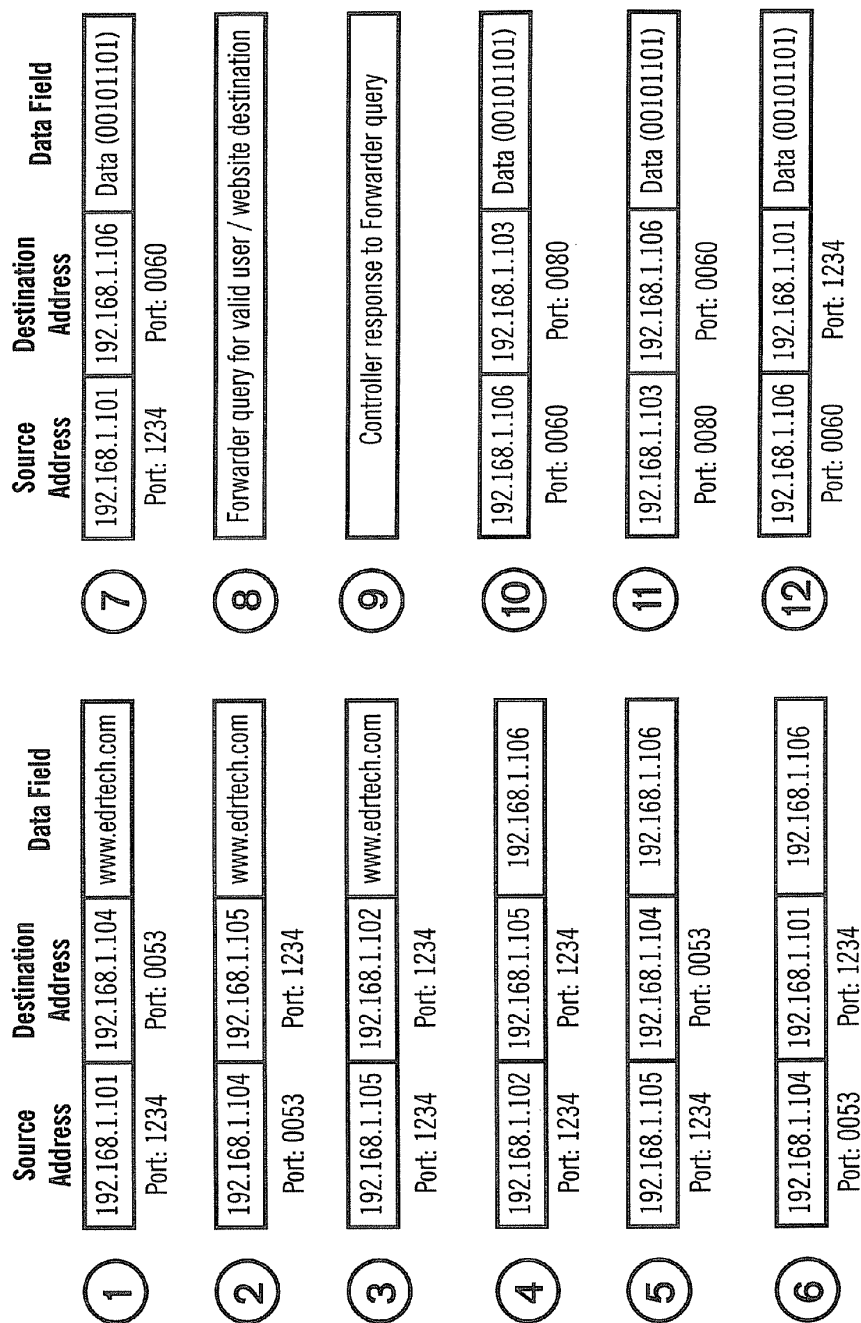 Source Address
Destination Address
Data Field
1
192.168.1.101 192.168.1.104 www.edrtech.com
Port: 1234 Port: 0053
2
192.168.1.104 192.168.1.105 www.edrtech.com
Port: 0053 Port: 1234
3
192.168.1.105 192.168.1.102 www.edrtech.com
Port: 1234 Port: 1234
4
192.168.1.102 192.168.1.105 192.168.1.106
Port: 1234 Port: 1234
5
192.168.1.105 192.168.1.104 192.168.1.106
Port: 1234 Port: 0053
6
192.168.1.104 192.168.1.101 192.168.1.106
Port: 0053 Port: 1234
Source Address
Destination Address
Data Field
7
192.168.1.101 192.168.1.106 Data (00101101)
Port: 1234 Port: 0060
8
Forwarder query for valid user / website destination
9
Controller response to Forwarder query
10
192.168.1.106 192.168.1.103 Data (00101101)
Port: 0060 Port: 0080
11
192.168.1.103 192.168.1.106 Data (00101101)
Port: 0080 Port: 0060
12
192.168.1.106 192.168.1.101 Data (00101101)
Port: 0060 Port: 1234